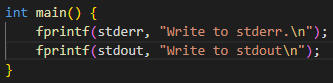 int main() {
    fprintf(stderr, "Write to stderr.\n");
    fprintf(stdout, "Write to stdout\n");
}